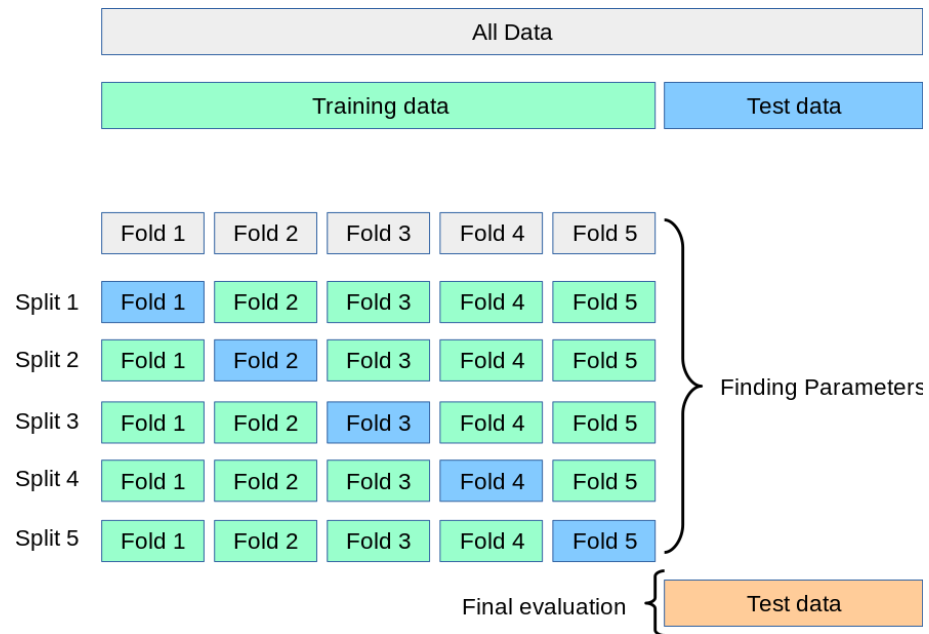 All Data
Training data Test data
Fold 1 Fold 2 Fold 3 Fold 4 Fold 5
Split 1 Fold 1 Fold 2 Fold 3 Fold 4 Fold 5
Split 2 Fold 1 Fold 2 Fold 3 Fold 4 Fold 5
Finding Parameters
Split 3 Fold 1 Fold 2 Fold 3 Fold 4 Fold 5
Split 4 Fold 1 Fold 2 Fold 3 Fold 4 Fold 5
Split 5 Fold 1 Fold 2 Fold 3 Fold 4 Fold 5
Final evaluation Test data